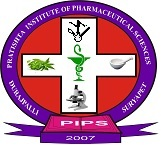 PRATISHTA INSTITUTE OF PHARMACEUTICAL SCIENCES
DURAJPALLI
SURYAPET
PIPS
2007